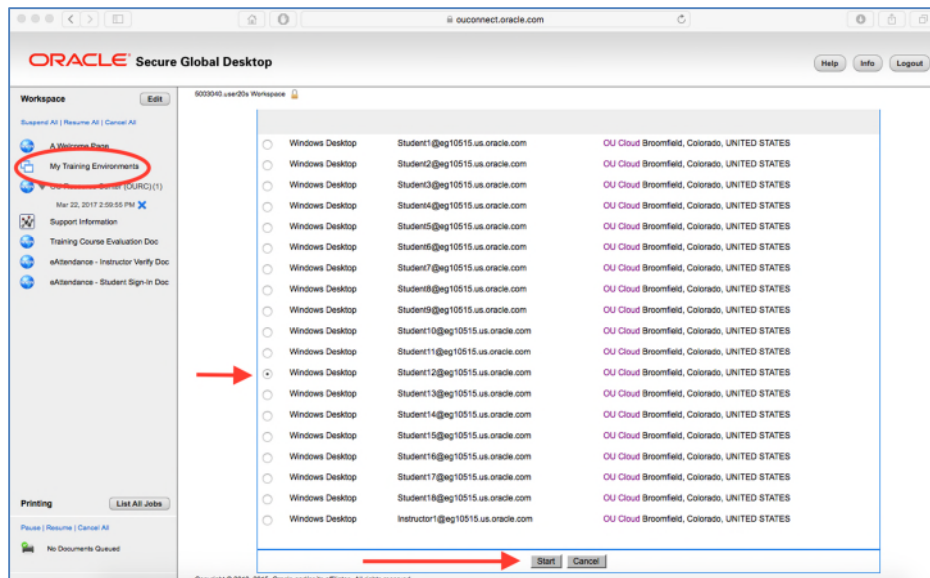 ouconnect.oracle.com
ORACLE Secure Global Desktop
Help Info Logout
Workspace Edit
Suspend All | Resume All | Cancel All
A Welcome Page
My Training Environments
(OURC)(1)
Mar 22, 2017 2:59:55 PM
Support Information
Training Course Evaluation Doc
eAttendance - Instructor Verify Doc
eAttendance - Student Sign-In Doc
Printing List All Jobs
Pause | Resume | Cancel All
No Documents Queued
Workspace
Windows Desktop Student1@eg10515.us.oracle.com OU Cloud Broomfield, Colorado, UNITED STATES
Windows Desktop Student2@eg10515.us.oracle.com OU Cloud Broomfield, Colorado, UNITED STATES
Windows Desktop Student3@eg10515.us.oracle.com OU Cloud Broomfield, Colorado, UNITED STATES
Windows Desktop Student4@eg10515.us.oracle.com OU Cloud Broomfield, Colorado, UNITED STATES
Windows Desktop Student5@eg10515.us.oracle.com OU Cloud Broomfield, Colorado, UNITED STATES
Windows Desktop Student6@eg10515.us.oracle.com OU Cloud Broomfield, Colorado, UNITED STATES
Windows Desktop Student7@eg10515.us.oracle.com OU Cloud Broomfield, Colorado, UNITED STATES
Windows Desktop Student8@eg10515.us.oracle.com OU Cloud Broomfield, Colorado, UNITED STATES
Windows Desktop Student9@eg10515.us.oracle.com OU Cloud Broomfield, Colorado, UNITED STATES
Windows Desktop Student10@eg10515.us.oracle.com OU Cloud Broomfield, Colorado, UNITED STATES
Windows Desktop Student11@eg10515.us.oracle.com OU Cloud Broomfield, Colorado, UNITED STATES
Windows Desktop Student12@eg10515.us.oracle.com OU Cloud Broomfield, Colorado, UNITED STATES
Windows Desktop Student13@eg10515.us.oracle.com OU Cloud Broomfield, Colorado, UNITED STATES
Windows Desktop Student14@eg10515.us.oracle.com OU Cloud Broomfield, Colorado, UNITED STATES
Windows Desktop Student15@eg10515.us.oracle.com OU Cloud Broomfield, Colorado, UNITED STATES
Windows Desktop Student16@eg10515.us.oracle.com OU Cloud Broomfield, Colorado, UNITED STATES
Windows Desktop Student17@eg10515.us.oracle.com OU Cloud Broomfield, Colorado, UNITED STATES
Windows Desktop Student18@eg10515.us.oracle.com OU Cloud Broomfield, Colorado, UNITED STATES
Windows Desktop Instructor1@eg10515.us.oracle.com OU Cloud Broomfield, Colorado, UNITED STATES
Start Cancel